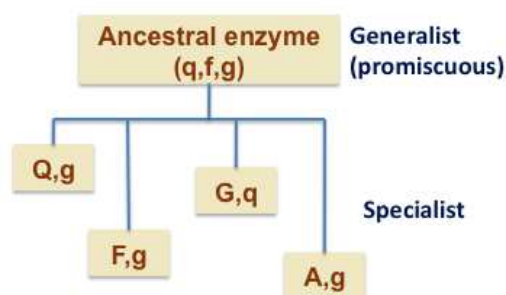 Ancestral enzyme
(q,f,g)
Generalist
(promiscuous)
Q,g
G,q
Specialist
F,g
A,g